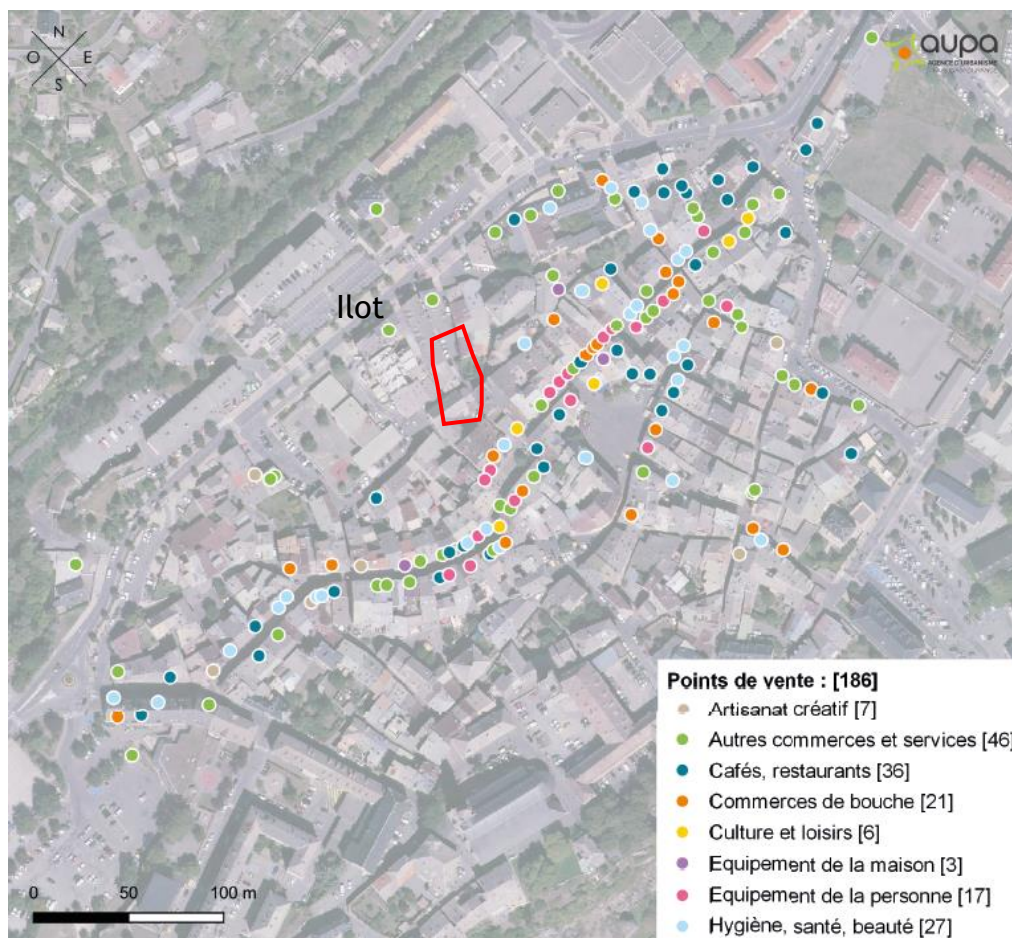 N
O E
S
aupa
AGENCE D'URBANISME
Ilot
Points de vente : [186]
Artisanat créatif [7]
Autres commerces et services [46]
Cafés, restaurants [36]
Commerces de bouche [21]
Culture et loisirs [6]
Equipement de la maison [3]
Equipement de la personne [17]
Hygiène, santé, beauté [27]
0 50 100 m